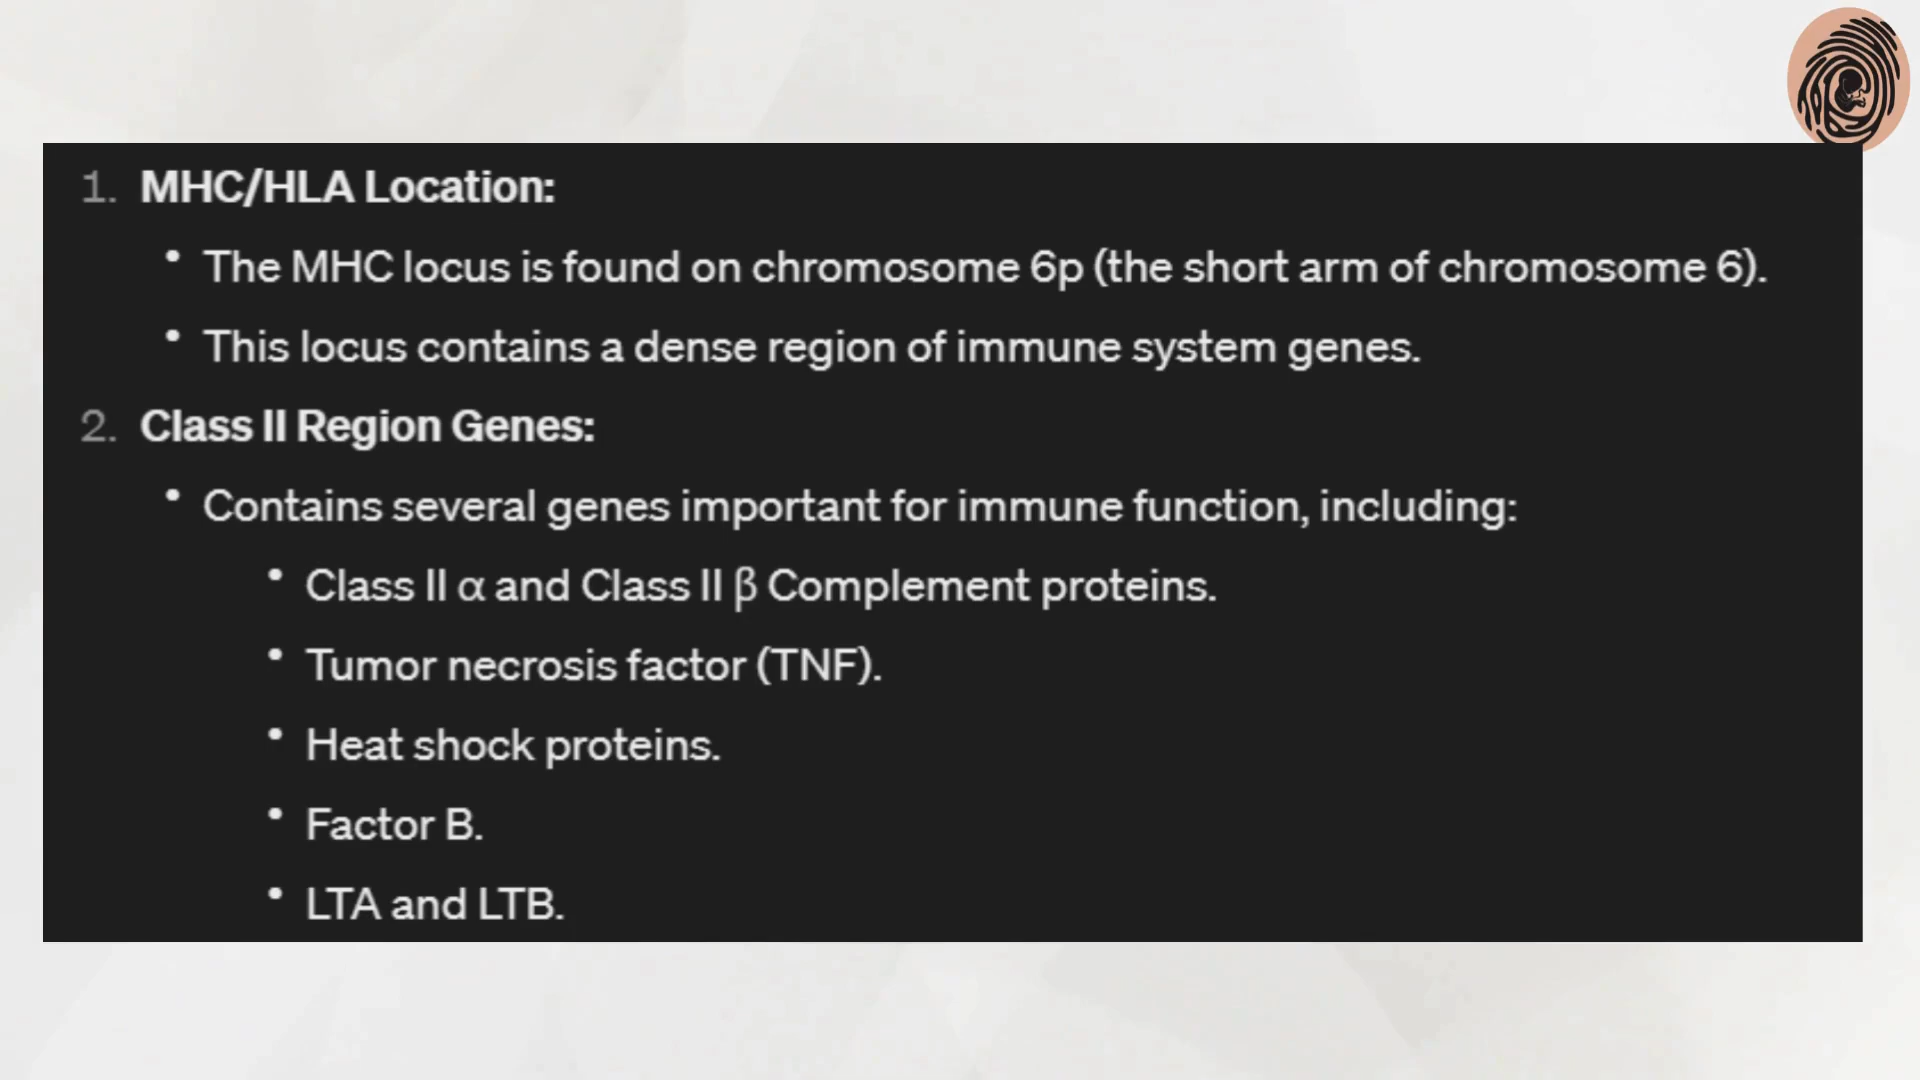 1. MHC/HLA Location:
• The MHC locus is found on chromosome 6p (the short arm of chromosome 6).
• This locus contains a dense region of immune system genes.
2. Class II Region Genes:
• Contains several genes important for immune function, including:
• Class II α and Class II β Complement proteins.
• Tumor necrosis factor (TNF).
• Heat shock proteins.
• Factor B.
• LTA and LTB.